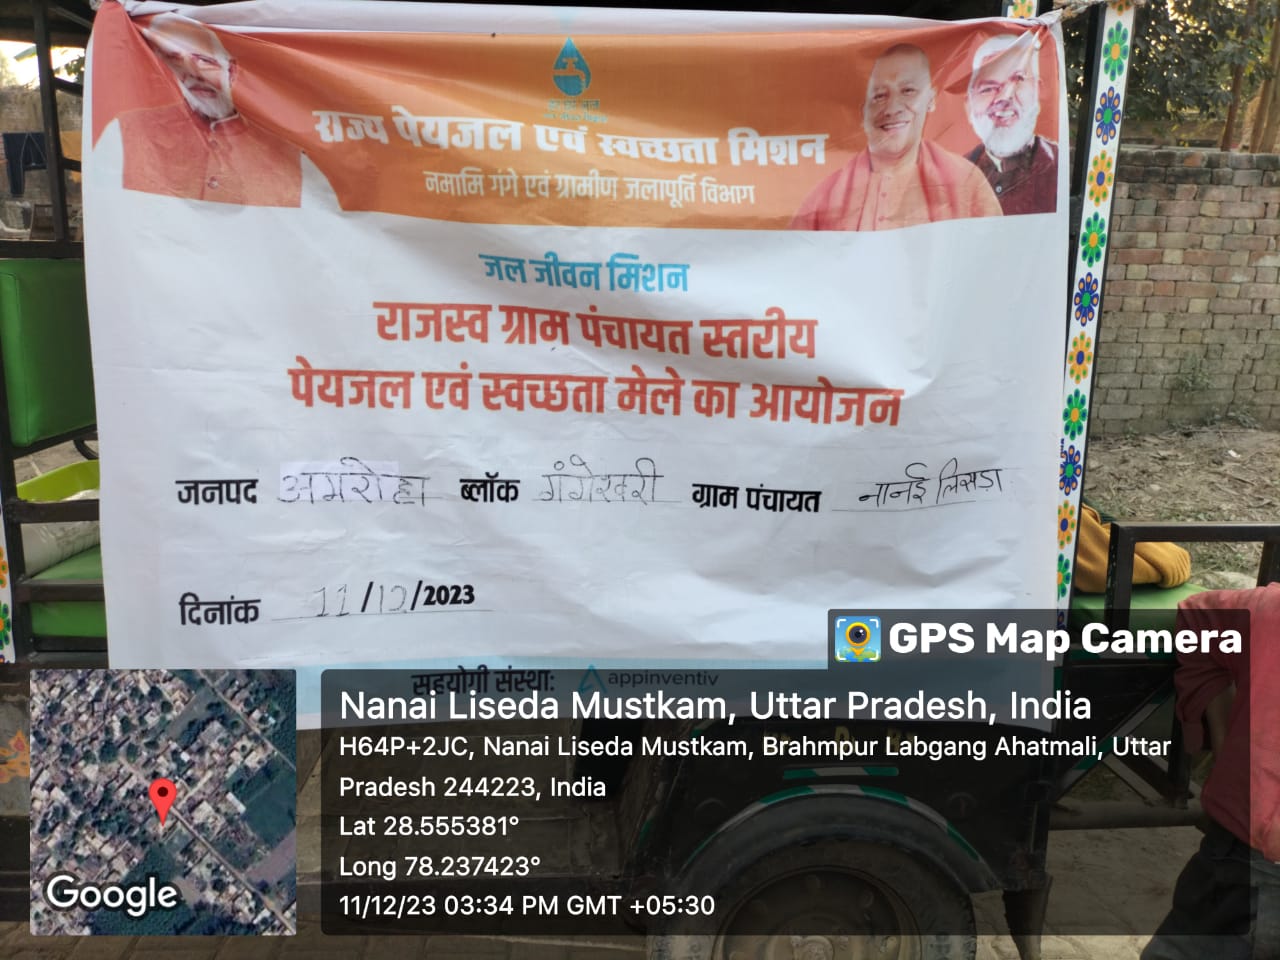 राज्य पेयजल एवं स्वच्छता मिशन
नमामि गंगे एवं ग्रामीण जलापूर्ति विभाग
जल जीवन मिशन
राजस्व ग्राम पंचायत स्तरीय
पेयजल एवं स्वच्छता मेले का आयोजन
जनपद अमरोहा ब्लॉक गंगेश्वरी ग्राम पंचायत नानई लिसड़ा
दिनांक 11/12/2023
सहयोगी संस्था: appinventiv
GPS Map Camera
Nanai Liseda Mustkam, Uttar Pradesh, India
H64P+2JC, Nanai Liseda Mustkam, Brahmpur Labgang Ahatmali, Uttar
Pradesh 244223, India
Lat 28.555381°
Long 78.237423°
11/12/23 03:34 PM GMT +05:30
Google